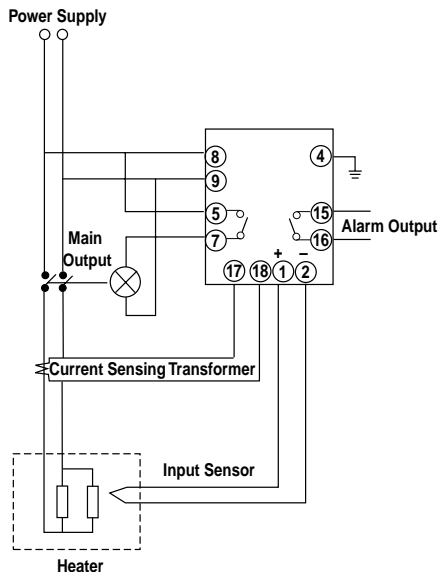 Power Supply
8
4
9
5
15
Alarm Output
7
16
Main
Output
+
−
17
18
1
2
Current Sensing Transformer
Input Sensor
Heater